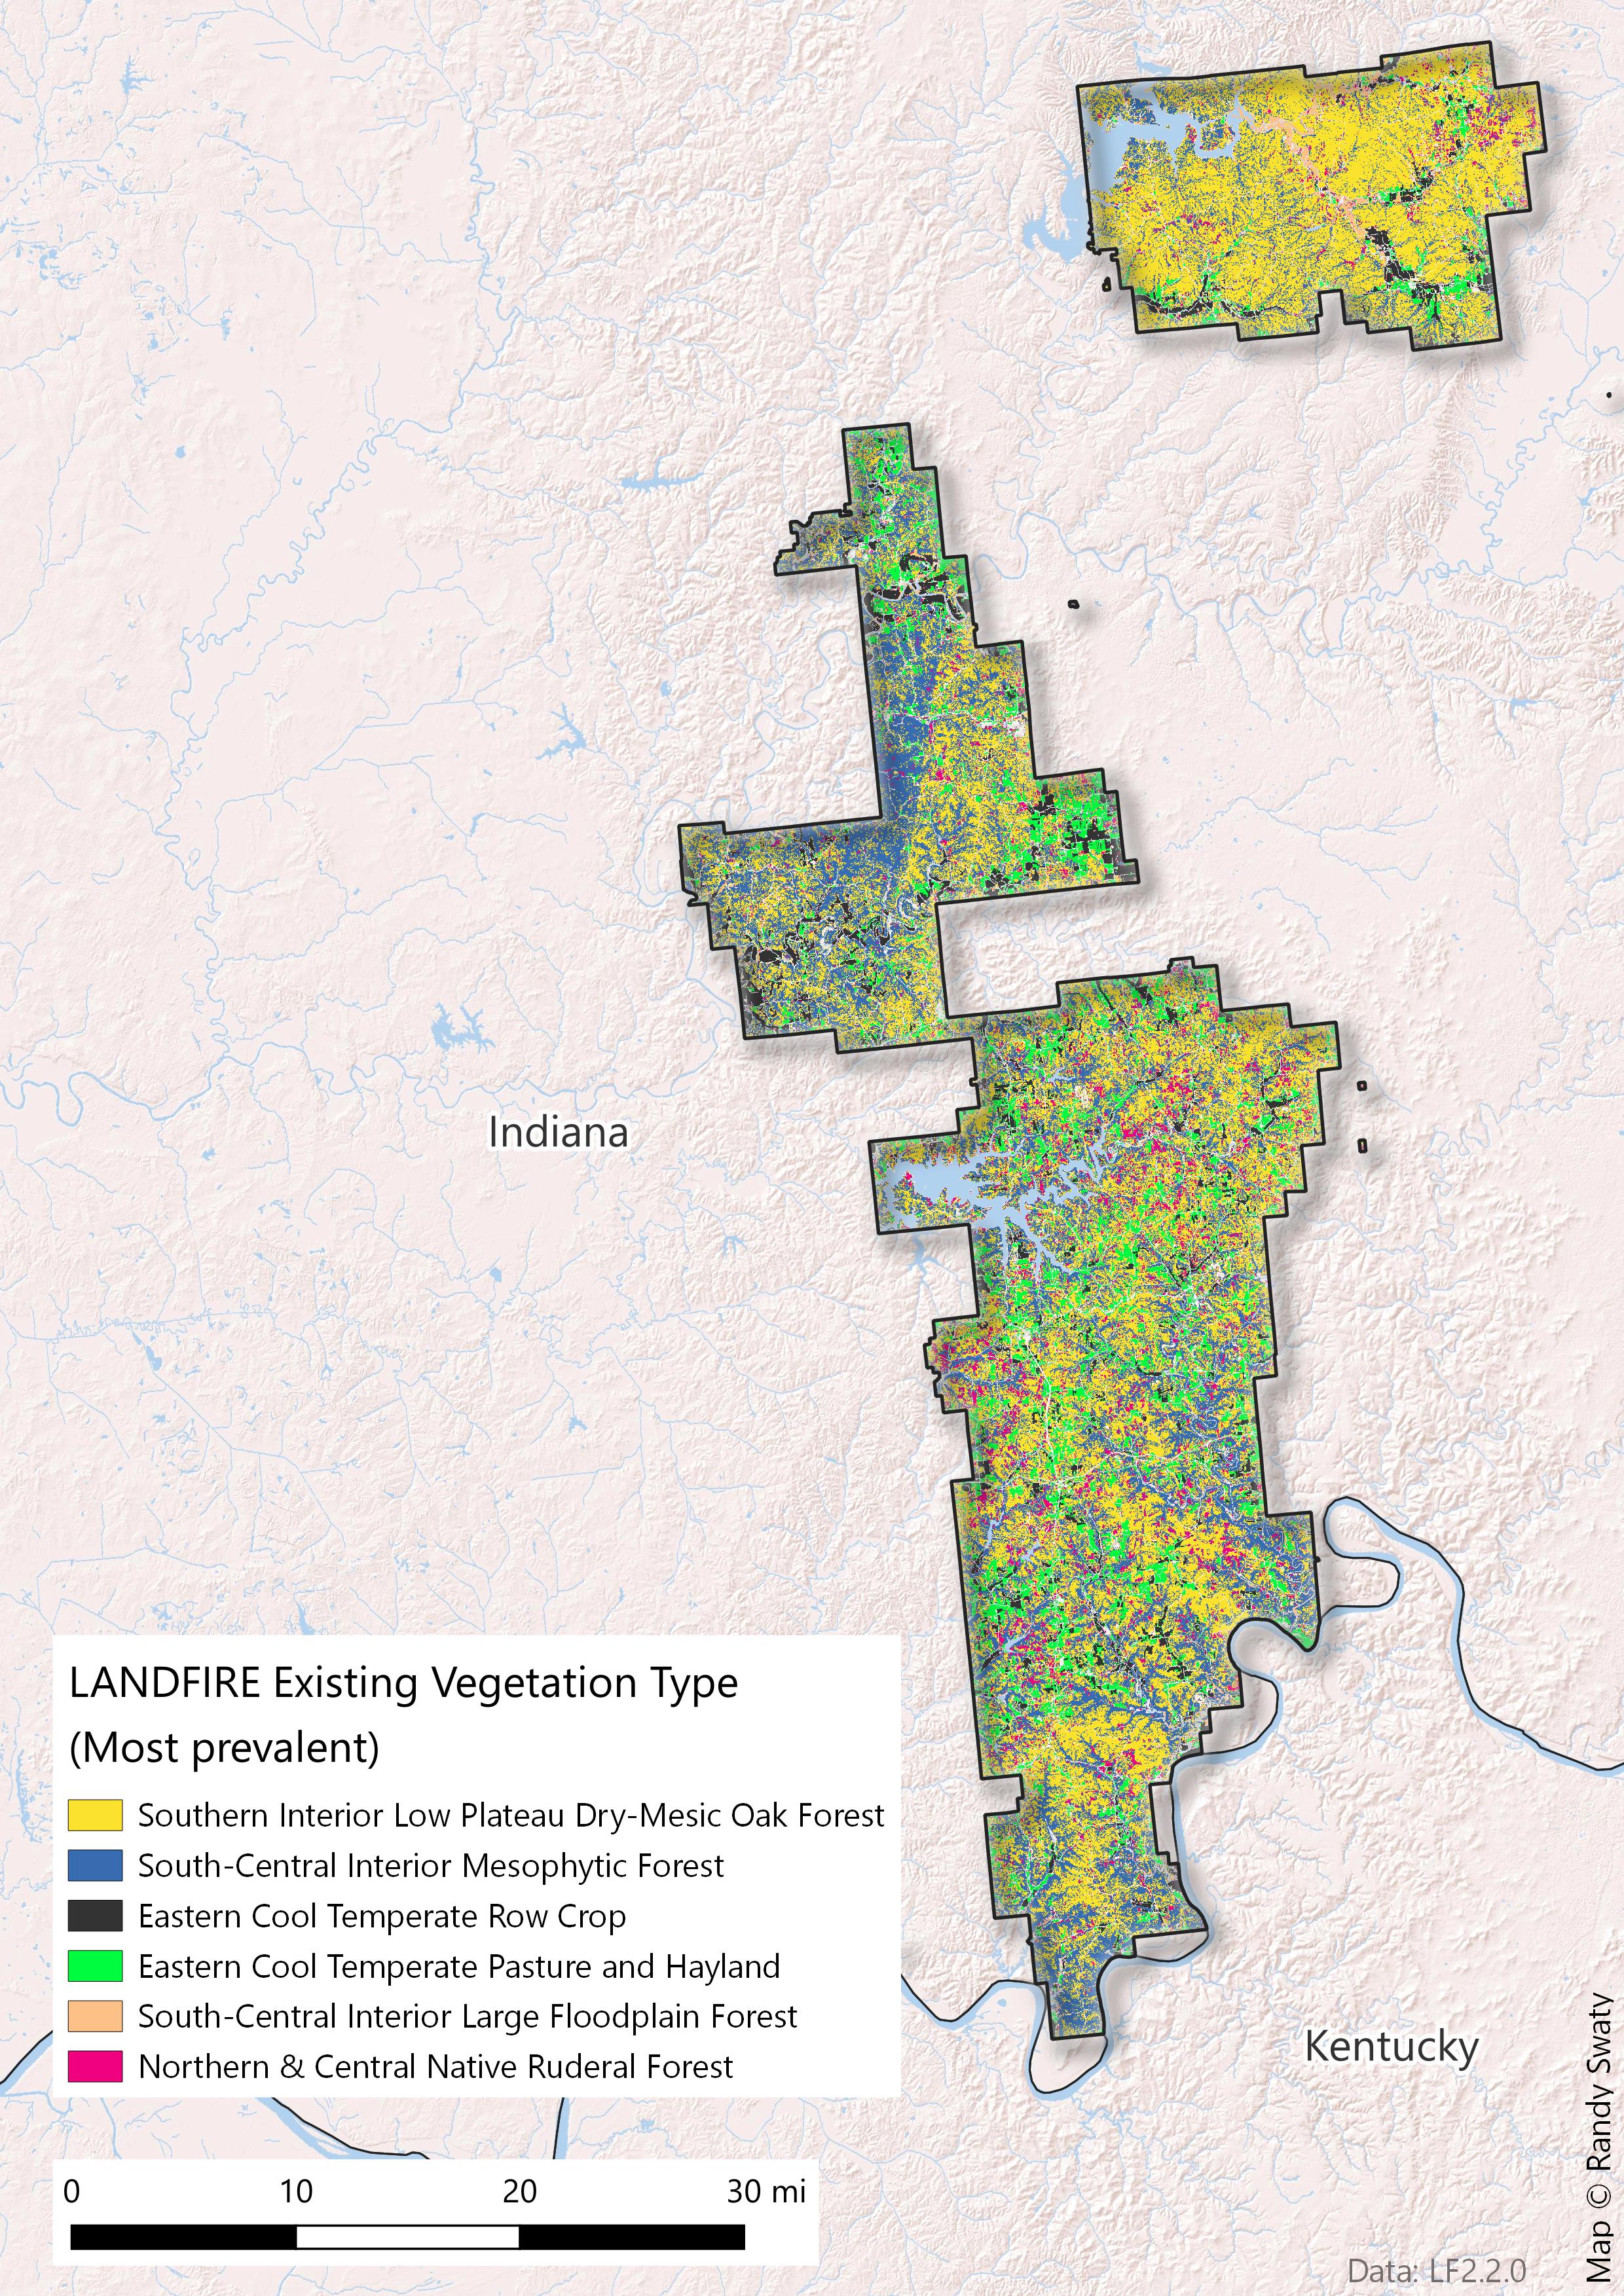 Indiana
LANDFIRE Existing Vegetation Type
(Most prevalent)
Southern Interior Low Plateau Dry-Mesic Oak Forest
South-Central Interior Mesophytic Forest
Eastern Cool Temperate Row Crop
Eastern Cool Temperate Pasture and Hayland
South-Central Interior Large Floodplain Forest
Northern & Central Native Ruderal Forest
Kentucky
0 10 20 30 mi
Data: LF2.2.0
Map © Randy Swaty